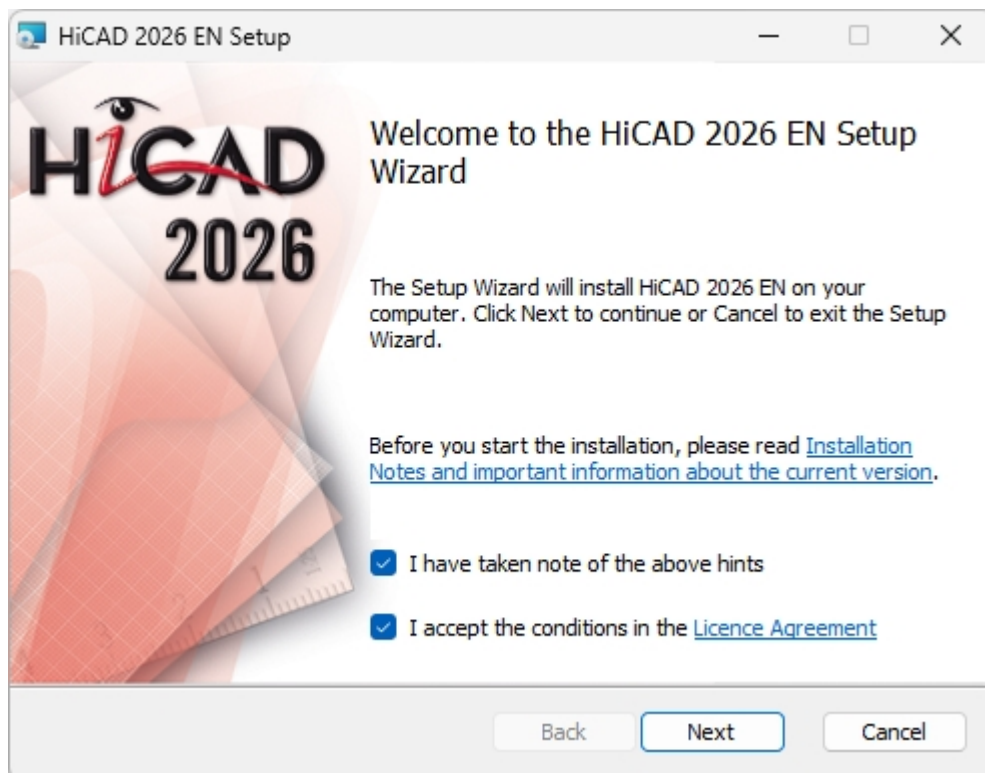 HiCAD 2026 EN Setup
HiCAD
2026
Welcome to the HiCAD 2026 EN Setup
Wizard
The Setup Wizard will install HiCAD 2026 EN on your
computer. Click Next to continue or Cancel to exit the Setup
Wizard.
Before you start the installation, please read Installation
Notes and important information about the current version.
I have taken note of the above hints
I accept the conditions in the Licence Agreement
Back Next Cancel